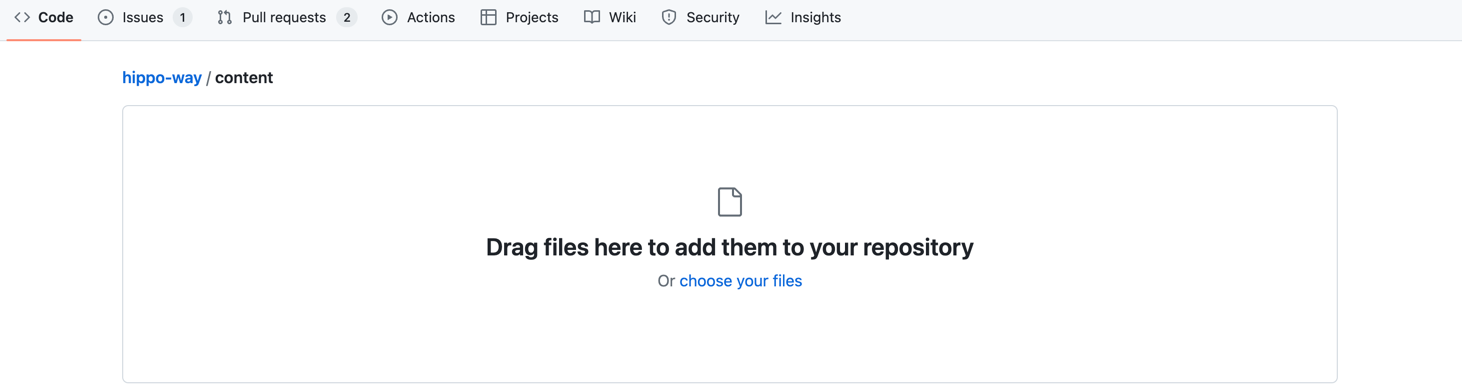 Code Issues 1 Pull requests 2 Actions Projects Wiki Security Insights
hippo-way / content
Drag files here to add them to your repository
Or choose your files